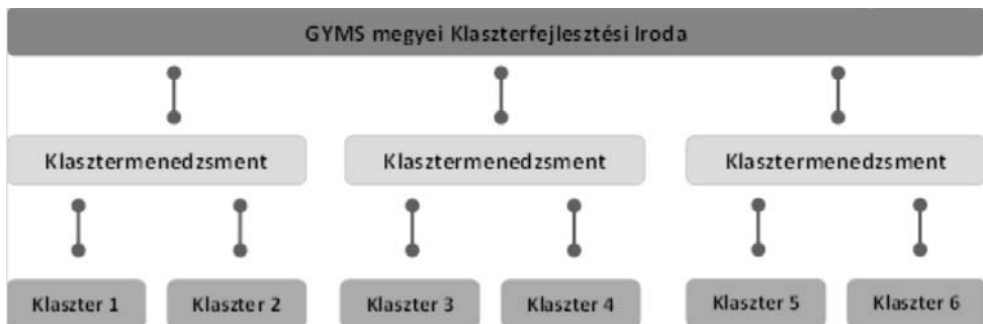 GYMS megyei Klaszterfejlesztési Iroda
Klasztermenedzsment Klasztermenedzsment Klasztermenedzsment
Klaszter 1 Klaszter 2 Klaszter 3 Klaszter 4 Klaszter 5 Klaszter 6